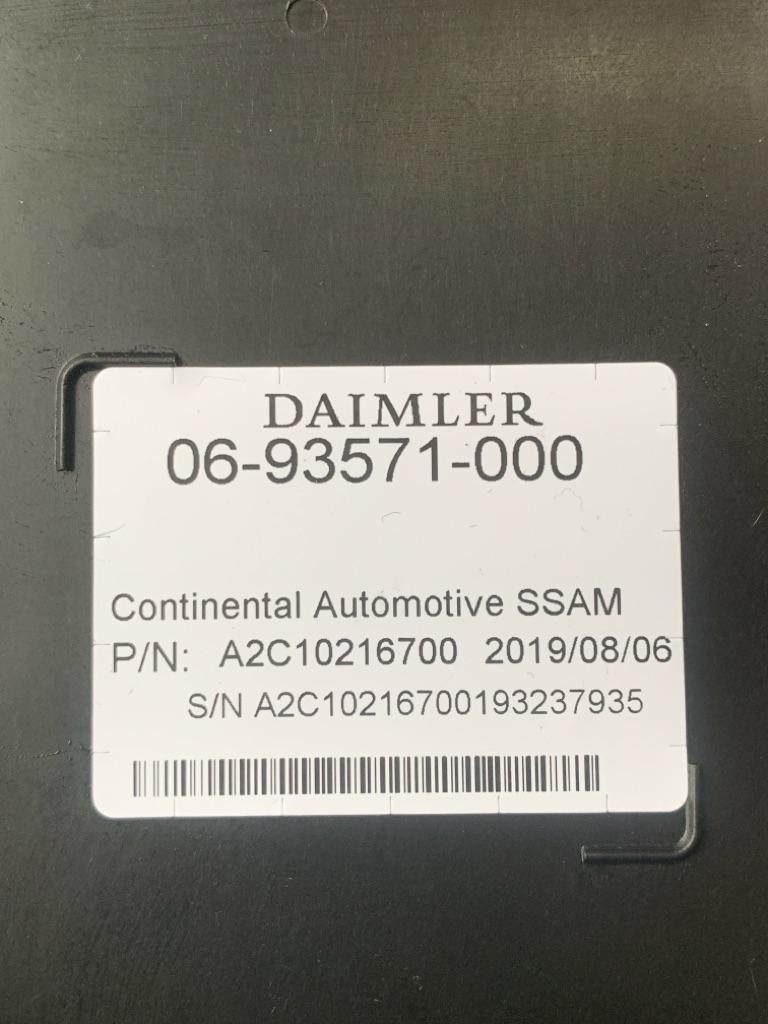 DAIMLER
06-93571-000
Continental Automotive SSAM
P/N: A2C10216700 2019/08/06
S/N A2C10216700193237935